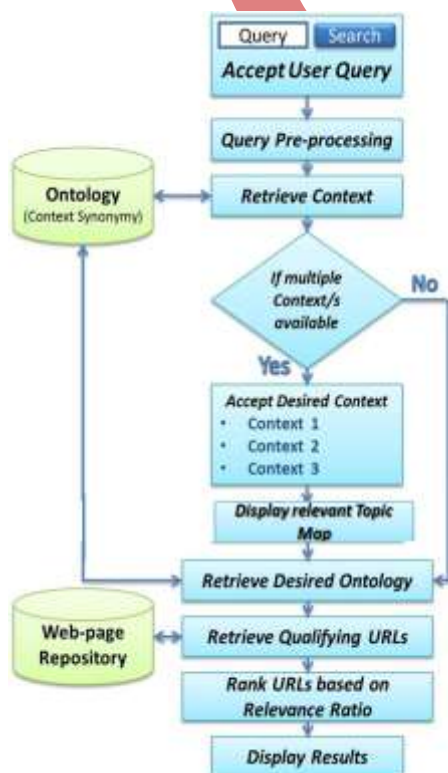 Query
Search
Accept User Query
Query Pre-processing
Ontology
(Context Synonymy)
Retrieve Context
If multiple
Context/s
available
No
Yes
Accept Desired Context
• Context 1
• Context 2
• Context 3
Display relevant Topic
Map
Retrieve Desired Ontology
Web-page
Repository
Retrieve Qualifying URLs
Rank URLs based on
Relevance Ratio
Display Results